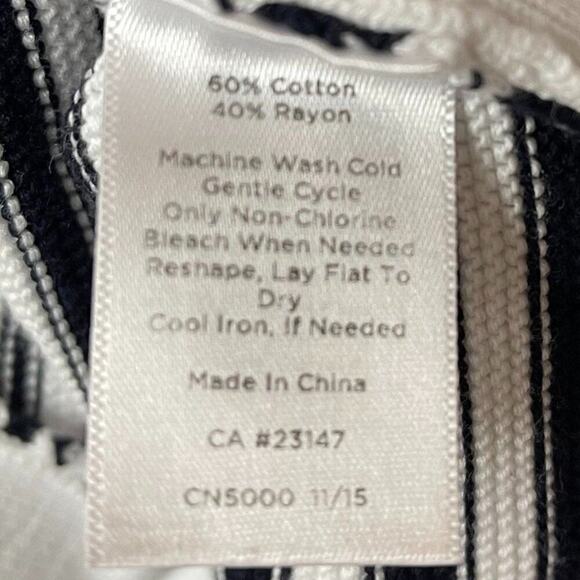 60% Cotton
40% Rayon
Machine Wash Cold
Gentle Cycle
Only Non-Chlorine
Bleach When Needed
Reshape, Lay Flat To
Dry
Cool Iron, If Needed
Made In China
CA #23147
CN5000 11/15